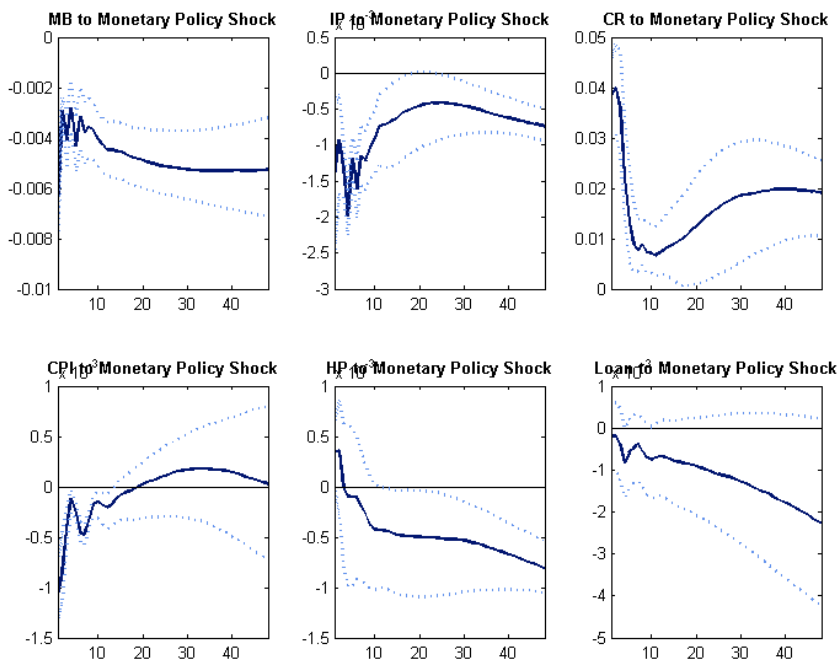 MB to Monetary Policy Shock
0
-0.002
-0.004
-0.006
-0.008
-0.01
10 20 30 40
IP to Monetary Policy Shock
x 10-3
0.5
0
-0.5
-1
-1.5
-2
-2.5
-3
10 20 30 40
CR to Monetary Policy Shock
0.05
0.04
0.03
0.02
0.01
0
10 20 30 40
CPI to Monetary Policy Shock
x 10-3
1
0.5
0
-0.5
-1
-1.5
10 20 30 40
HP to Monetary Policy Shock
x 10-3
1
0.5
0
-0.5
-1
-1.5
10 20 30 40
Loan to Monetary Policy Shock
x 10-3
1
0
-1
-2
-3
-4
-5
10 20 30 40